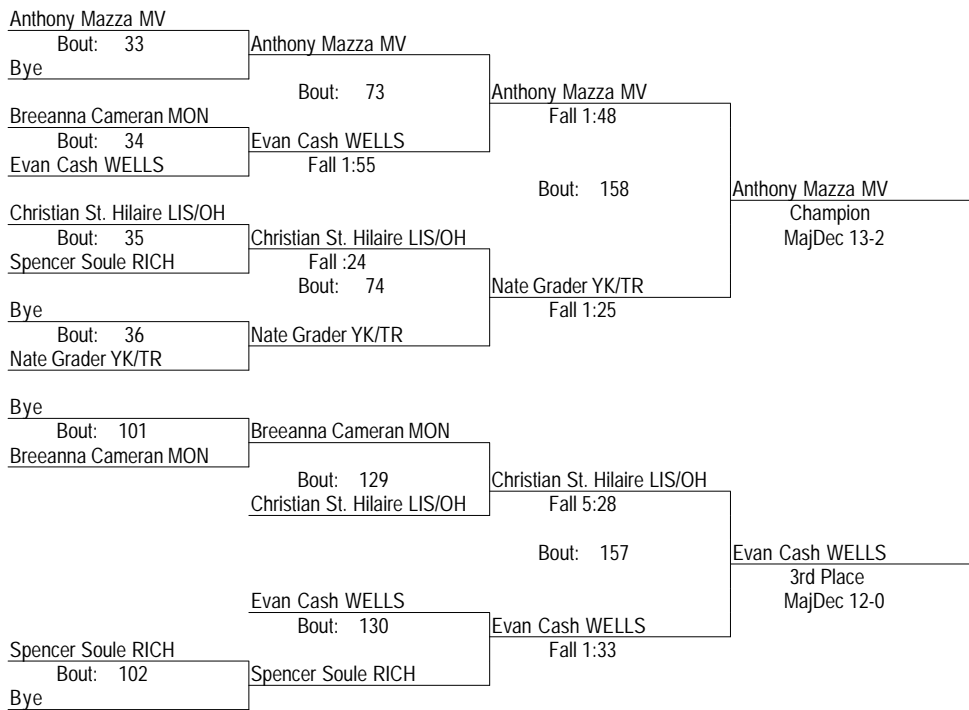 Anthony Mazza MV
Bout: 33
Anthony Mazza MV
Bye
Bout: 73
Anthony Mazza MV
Breeanna Cameran MON
Fall 1:48
Bout: 34
Evan Cash WELLS
Evan Cash WELLS
Fall 1:55
Bout: 158
Anthony Mazza MV
Christian St. Hilaire LIS/OH
Champion
Bout: 35
Christian St. Hilaire LIS/OH
MajDec 13-2
Spencer Soule RICH
Fall :24
Bout: 74
Nate Grader YK/TR
Bye
Fall 1:25
Bout: 36
Nate Grader YK/TR
Nate Grader YK/TR
Bye
Bout: 101
Breeanna Cameran MON
Breeanna Cameran MON
Bout: 129
Christian St. Hilaire LIS/OH
Christian St. Hilaire LIS/OH
Fall 5:28
Bout: 157
Evan Cash WELLS
3rd Place
Evan Cash WELLS
MajDec 12-0
Bout: 130
Evan Cash WELLS
Spencer Soule RICH
Fall 1:33
Bout: 102
Spencer Soule RICH
Bye